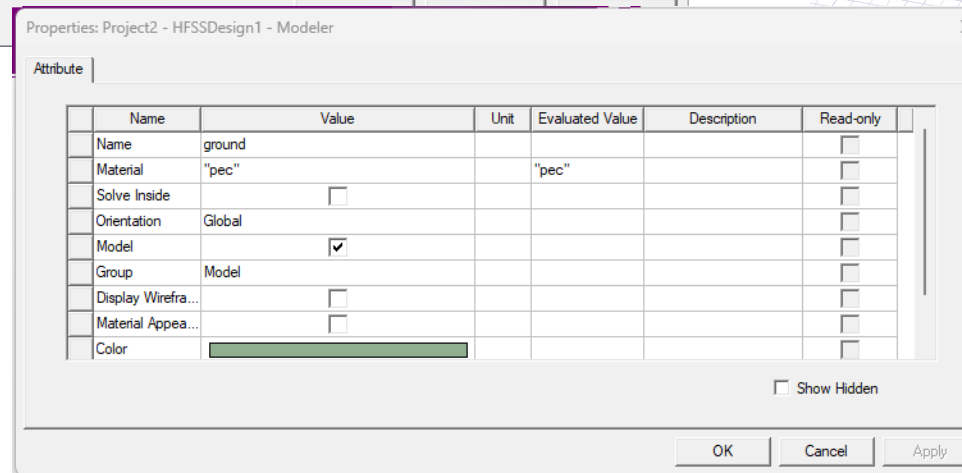 Properties: Project2 - HFSSDesign1 - Modeler
Attribute
Name Value Unit Evaluated Value Description Read-only
Name ground
Material "pec" "pec"
Solve Inside
Orientation Global
Model
Group Model
Display Wirefra...
Material Appea...
Color
Show Hidden
OK Cancel Apply